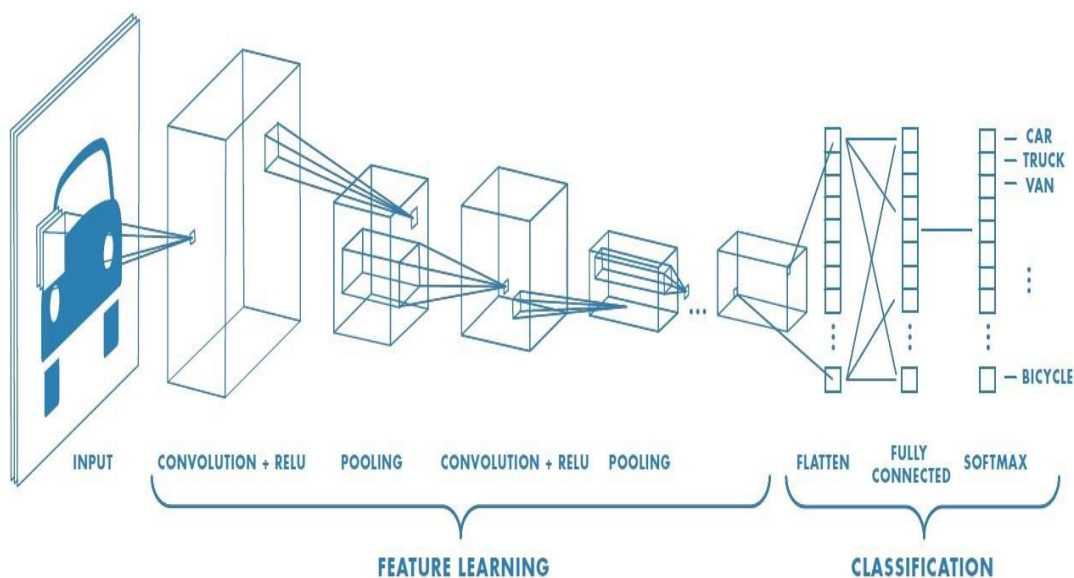 CAR
TRUCK
VAN
BICYCLE
INPUT
CONVOLUTION + RELU
POOLING
CONVOLUTION + RELU
POOLING
FLATTEN
FULLY
CONNECTED
SOFTMAX
FEATURE LEARNING
CLASSIFICATION